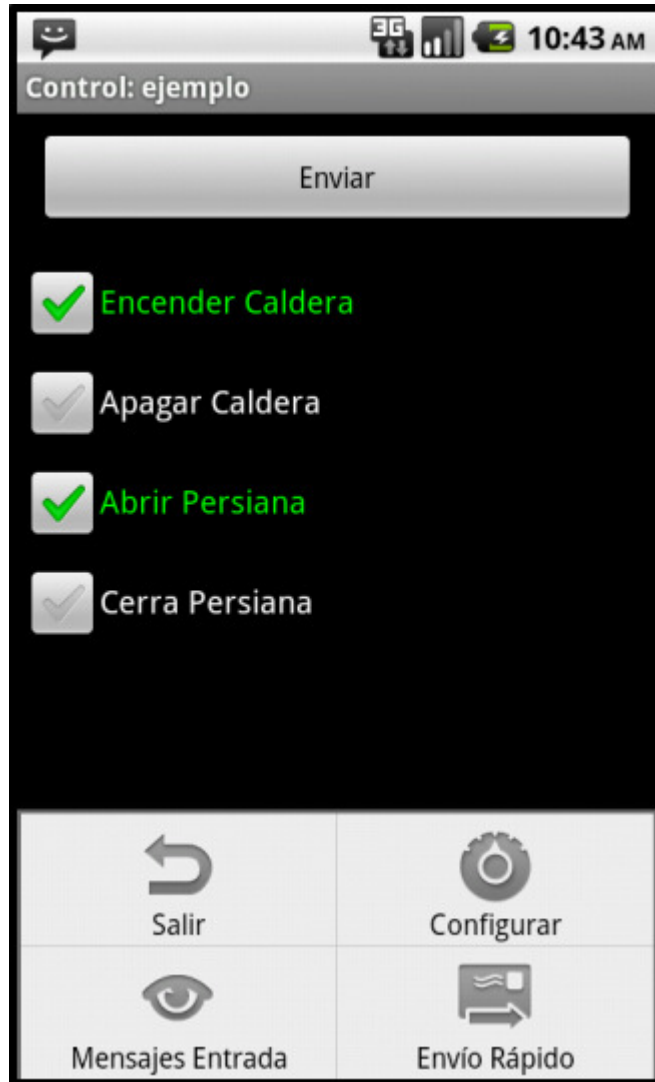 3G 10:43 AM
Control: ejemplo
Enviar
Encender Caldera
Apagar Caldera
Abrir Persiana
Cerra Persiana
Salir
Configurar
Mensajes Entrada
Envío Rápido